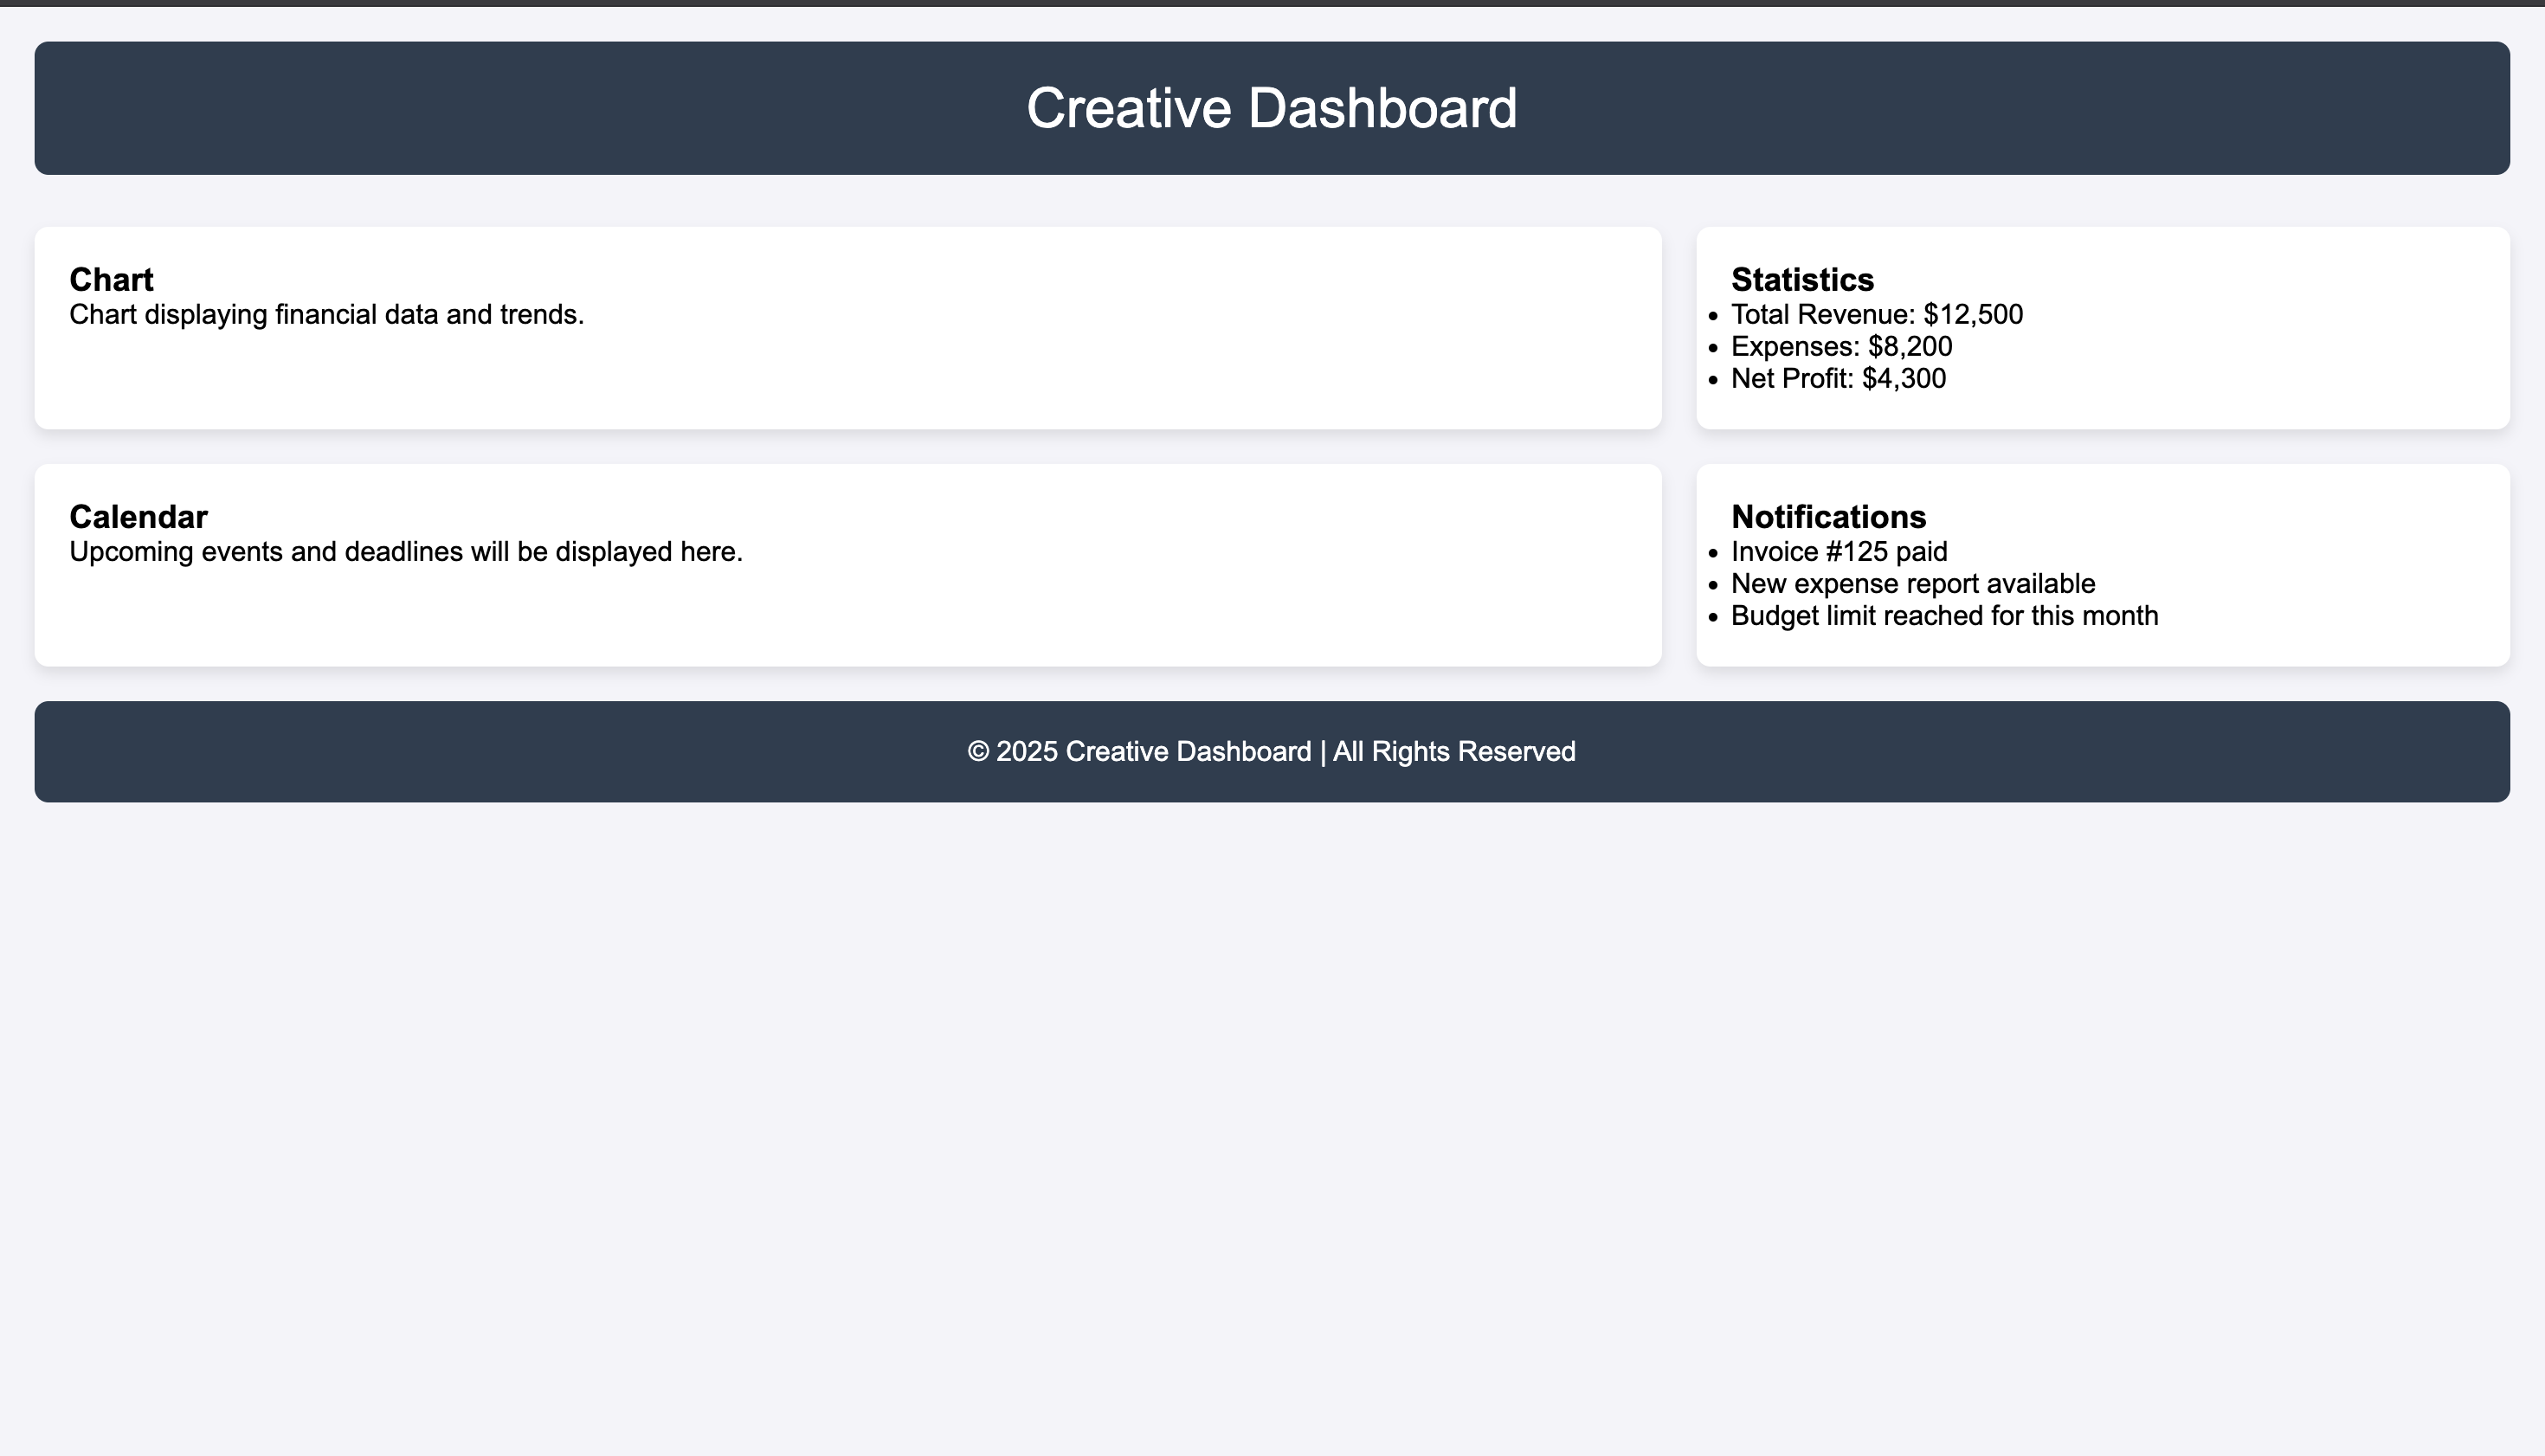 Creative Dashboard
Chart
Chart displaying financial data and trends.
Statistics
• Total Revenue: $12,500
• Expenses: $8,200
• Net Profit: $4,300
Calendar
Upcoming events and deadlines will be displayed here.
Notifications
• Invoice #125 paid
• New expense report available
• Budget limit reached for this month
© 2025 Creative Dashboard | All Rights Reserved